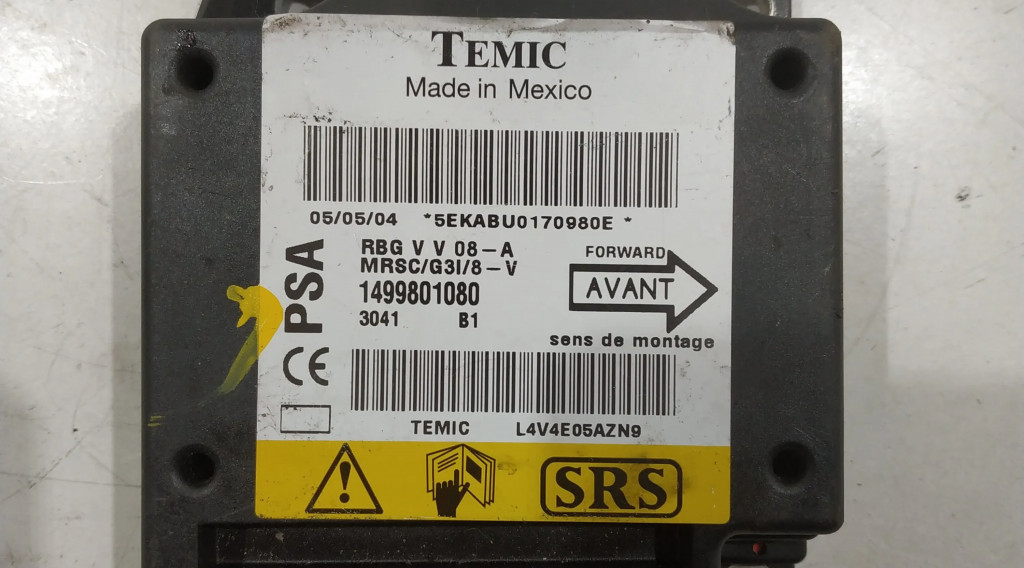 TEMIC
Made in Mexico
05/05/04 *5EKABU0170980E *
RBG V V 08-A
MRSC/G3I/8-V
1499801080
3041 B1
PSA
CE
FORWARD
AVANT
sens de montage
TEMIC L4V4E05AZN9
SRS